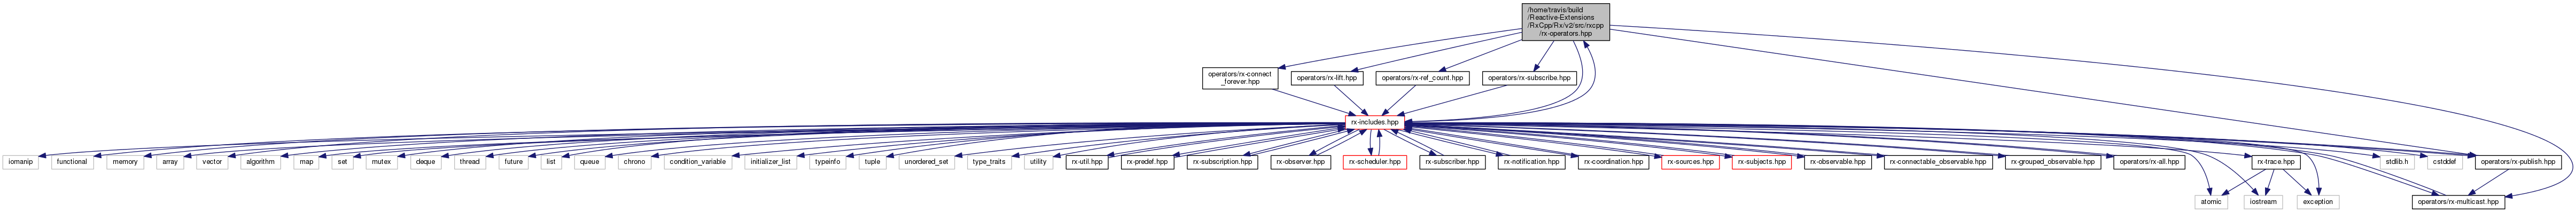 /home/travis/build
/Reactive-Extensions
/RxCpp/Rx/v2/src/rxcpp
/rx-operators.hpp
operators/rx-connect
_forever.hpp
operators/rx-lift.hpp
operators/rx-ref_count.hpp
operators/rx-subscribe.hpp
rx-includes.hpp
iomanip
functional
memory
array
vector
algorithm
map
set
mutex
deque
thread
future
list
queue
chrono
condition_variable
initializer_list
typeinfo
tuple
unordered_set
type_traits
utility
rx-util.hpp
rx-predef.hpp
rx-subscription.hpp
rx-observer.hpp
rx-scheduler.hpp
rx-subscriber.hpp
rx-notification.hpp
rx-coordination.hpp
rx-sources.hpp
rx-subjects.hpp
rx-observable.hpp
rx-connectable_observable.hpp
rx-grouped_observable.hpp
operators/rx-all.hpp
rx-trace.hpp
stdlib.h
cstddef
operators/rx-publish.hpp
atomic
iostream
exception
operators/rx-multicast.hpp